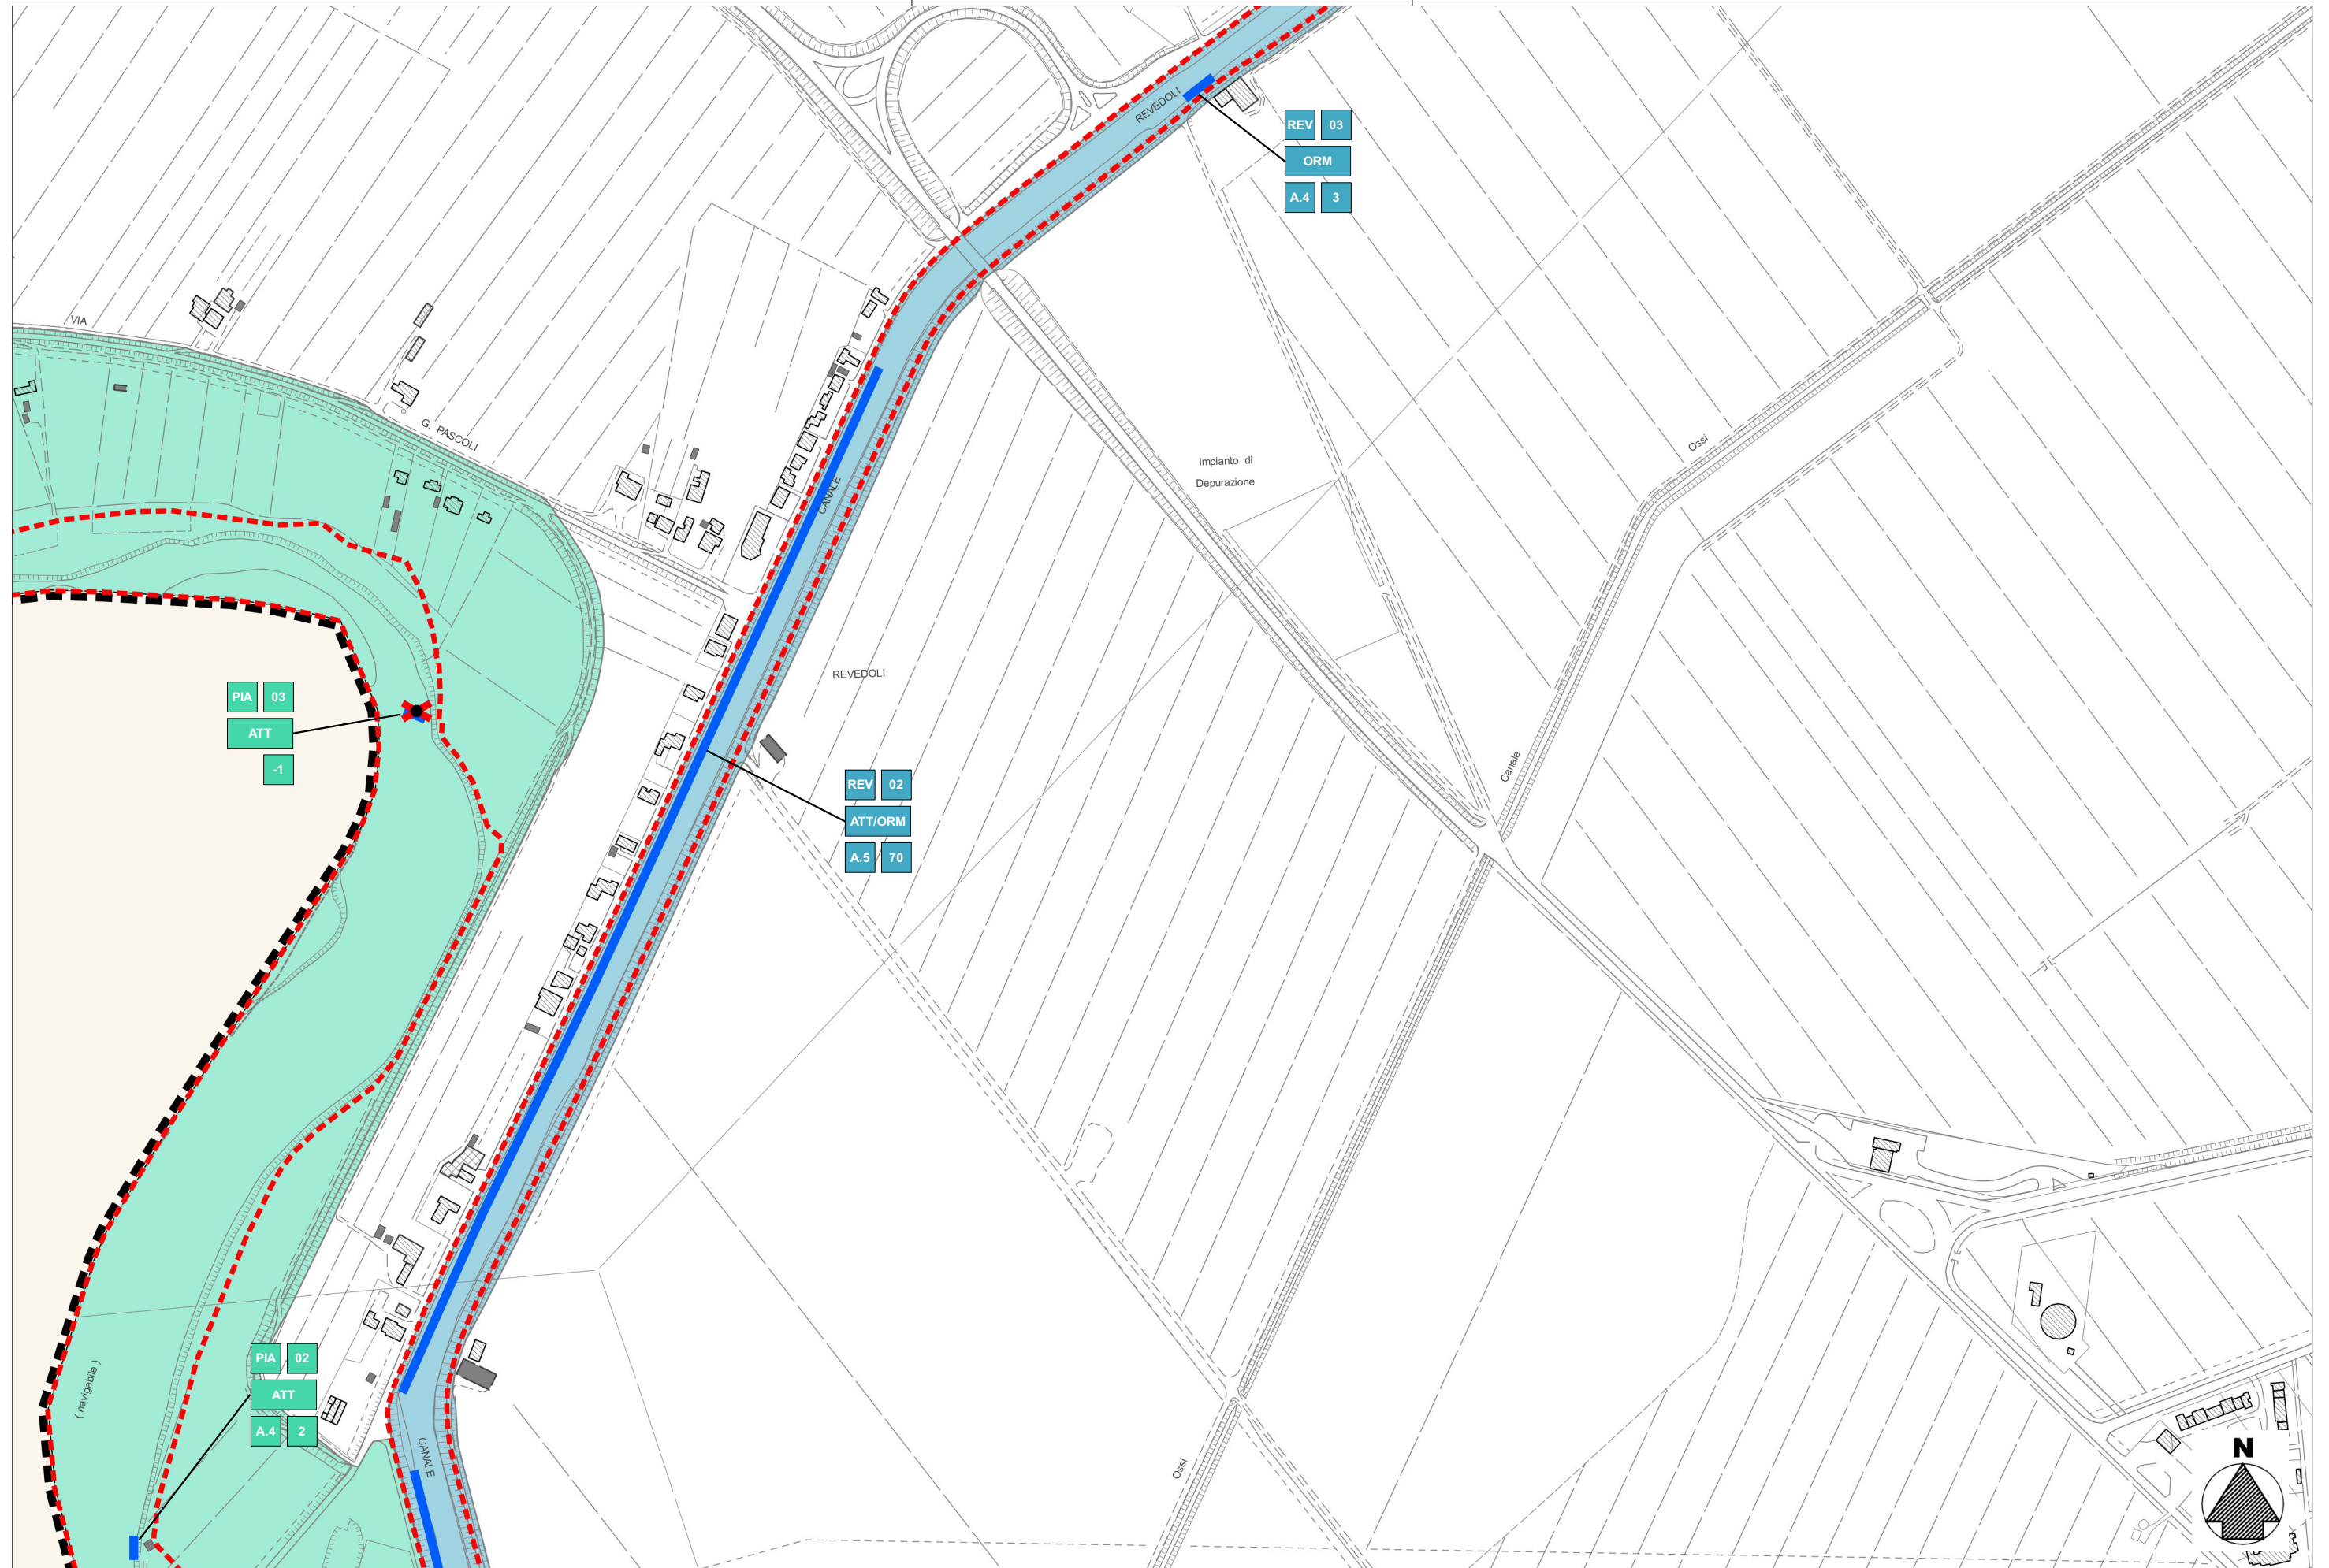 REVEDOLI
REV 03
ORM
A.4 3
VIA
G. PASCOLI
CANALE
Impianto di
Depurazione
Ossi
REVEDOLI
PIA 03
ATT
-1
REV 02
ATT/ORM
A.5 70
Canale
PIA 02
ATT
A.4 2
( navigabile )
CANALE
Ossi
N